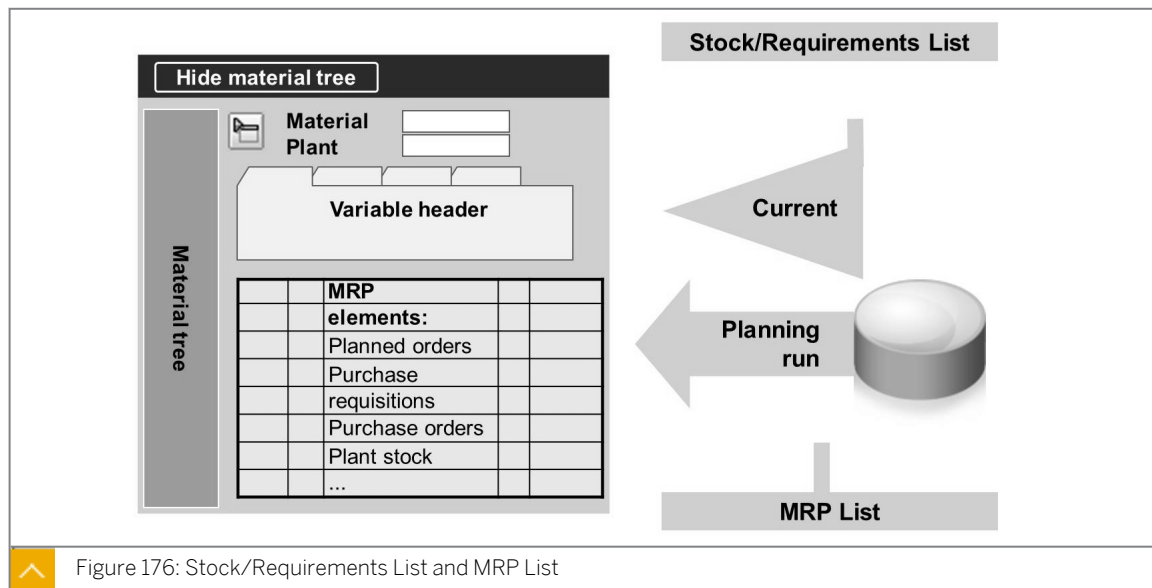 Stock/Requirements List
Hide material tree
Material
Plant
Variable header
Material tree
MRP
elements:
Planned orders
Purchase
requisitions
Purchase orders
Plant stock
...
Current
Planning
run
MRP List
Figure 176: Stock/Requirements List and MRP List